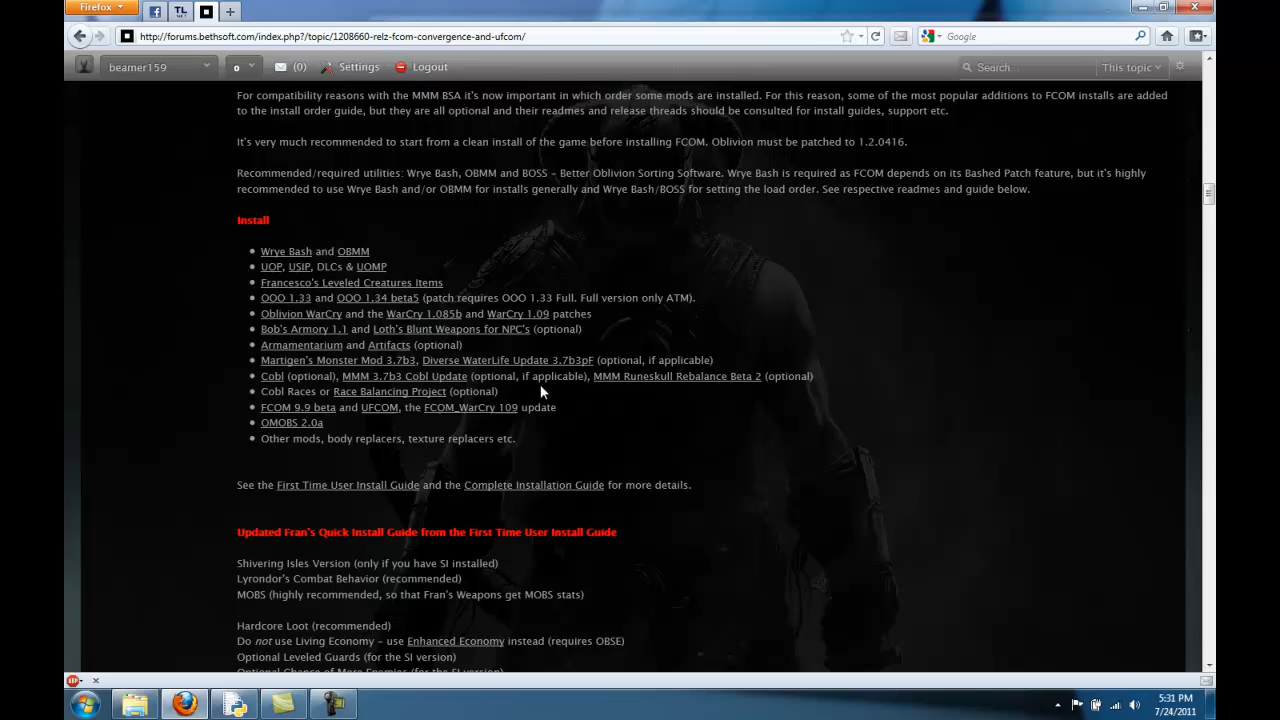 Firefox
TL
http://forums.bethsoft.com/index.php?/topic/1208660-relz-fcom-convergence-and-ufcom/
Google
beamer159
0
(0)
Settings
Logout
Search...
This topic
For compatibility reasons with the MMM BSA it's now important in which order some mods are installed. For this reason, some of the most popular additions to FCOM installs are added
to the install order guide, but they are all optional and their readmes and release threads should be consulted for install guides, support etc.
It's very much recommended to start from a clean install of the game before installing FCOM. Oblivion must be patched to 1.2.0416.
Recommended/required utilities: Wrye Bash, OBMM and BOSS - Better Oblivion Sorting Software. Wrye Bash is required as FCOM depends on its Bashed Patch feature, but it's highly
recommended to use Wrye Bash and/or OBMM for installs generally and Wrye Bash/BOSS for setting the load order. See respective readmes and guide below.
Install
Wrye Bash and OBMM
UOP, USIP, DLCs & UOMP
Francesco's Leveled Creatures Items
OOO 1.33 and OOO 1.34 beta5 (patch requires OOO 1.33 Full. Full version only ATM).
Oblivion WarCry and the WarCry 1.085b and WarCry 1.09 patches
Bob's Armory 1.1 and Loth's Blunt Weapons for NPC's (optional)
Armamentarium and Artifacts (optional)
Martigen's Monster Mod 3.7b3, Diverse WaterLife Update 3.7b3pF (optional, if applicable)
Cobl (optional), MMM 3.7b3 Cobl Update (optional, if applicable), MMM Runeskull Rebalance Beta 2 (optional)
Cobl Races or Race Balancing Project (optional)
FCOM 9.9 beta and UFCOM, the FCOM_WarCry 109 update
OMOBS 2.0a
Other mods, body replacers, texture replacers etc.
See the First Time User Install Guide and the Complete Installation Guide for more details.
Updated Fran's Quick Install Guide from the First Time User Install Guide
Shivering Isles Version (only if you have SI installed)
Lyrondor's Combat Behavior (recommended)
MOBS (highly recommended, so that Fran's Weapons get MOBS stats)
Hardcore Loot (recommended)
Do not use Living Economy - use Enhanced Economy instead (requires OBSE)
Optional Leveled Guards (for the SI version)
Optional Chance of More Enemies (for the SI version)
5:31 PM
7/24/2011